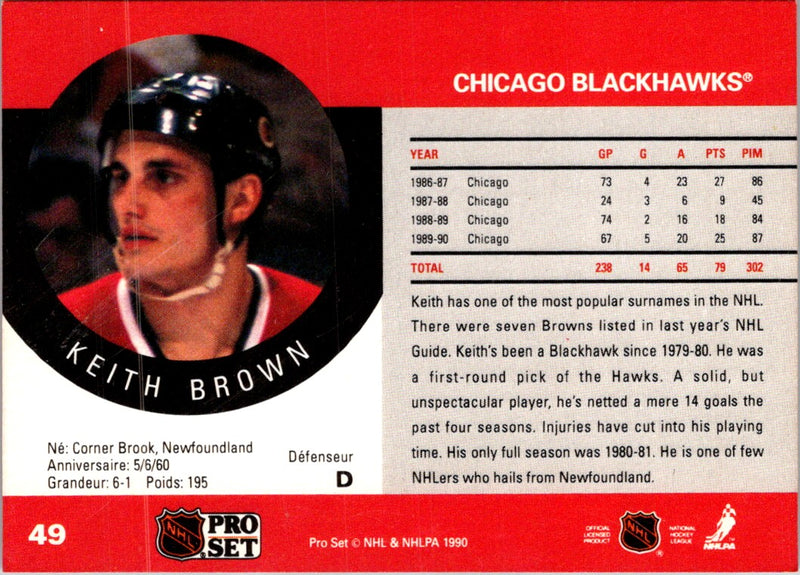 CHICAGO BLACKHAWKS®
YEAR GP G A PTS PIM
1986-87 Chicago 73 4 23 27 86
1987-88 Chicago 24 3 6 9 45
1988-89 Chicago 74 2 16 18 84
1989-90 Chicago 67 5 20 25 87
TOTAL 238 14 65 79 302
Keith has one of the most popular surnames in the NHL.
There were seven Browns listed in last year's NHL
Guide. Keith's been a Blackhawk since 1979-80. He was
a first-round pick of the Hawks. A solid, but
unspectacular player, he's netted a mere 14 goals the
past four seasons. Injuries have cut into his playing
time. His only full season was 1980-81. He is one of few
NHLers who hails from Newfoundland.
KEITH BROWN
Né: Corner Brook, Newfoundland
Anniversaire: 5/6/60
Grandeur: 6-1 Poids: 195
Défenseur
D
49
NHL
®
PRO
SET
Pro Set © NHL & NHLPA 1990
OFFICIAL
LICENSED
PRODUCT
NHL
®
NATIONAL
HOCKEY
LEAGUE
NHLPA
™